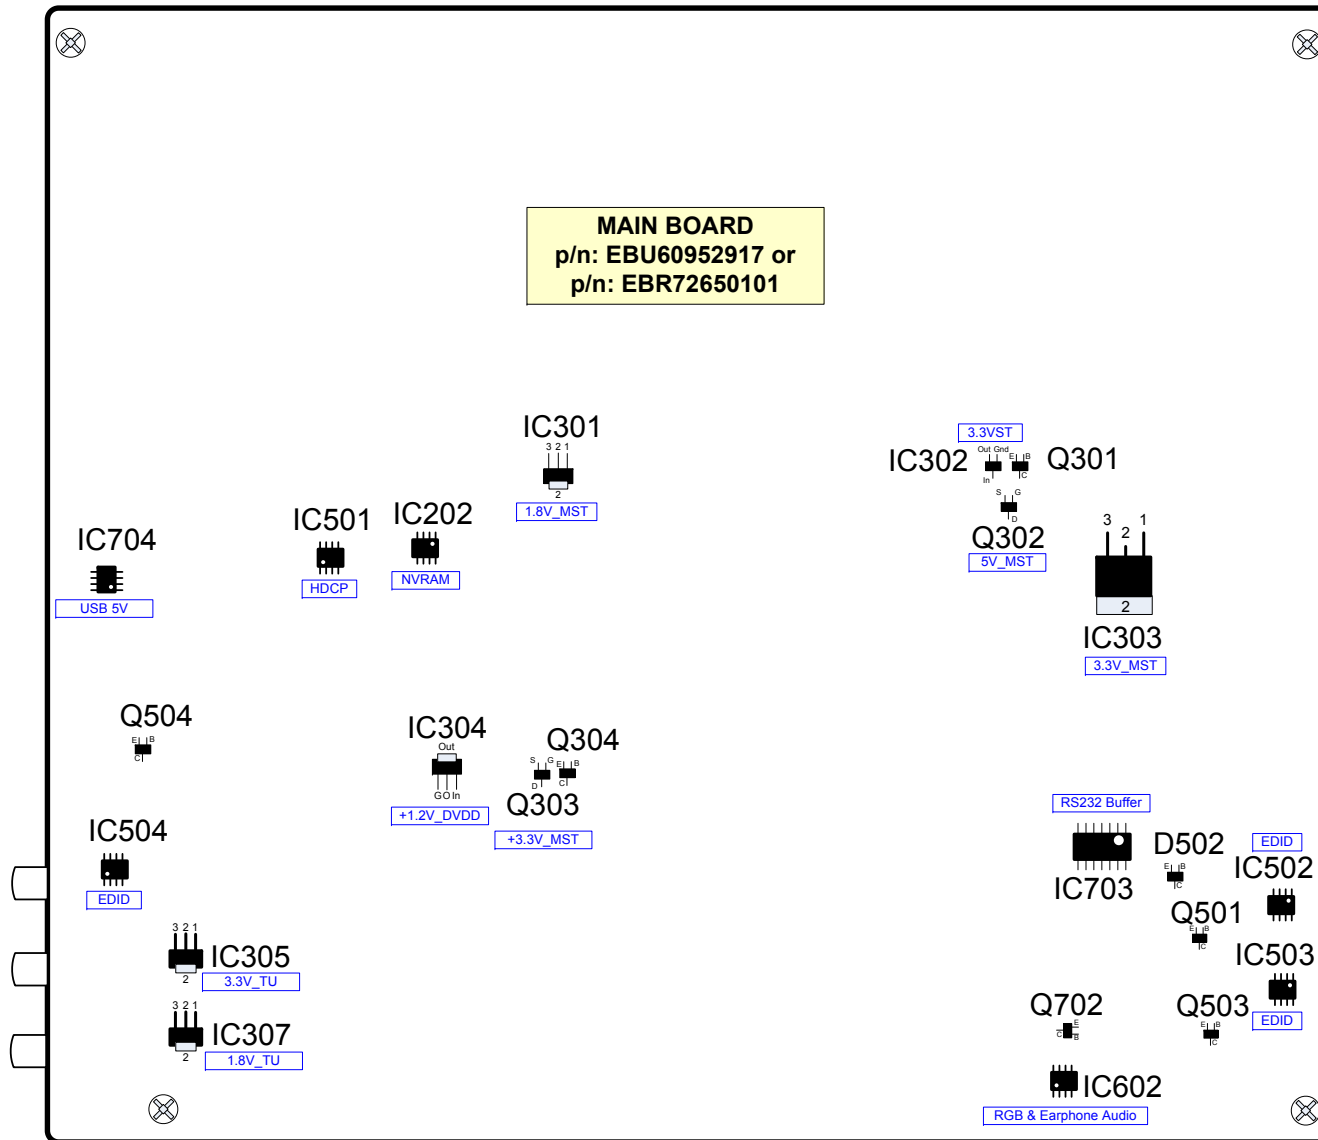 MAIN BOARD
p/n: EBU60952917 or
p/n: EBR72650101
IC301
3 2 1
2
1.8V_MST
3.3VST
IC302
Out Gnd
In
E B
C
Q301
S G
D
Q302
5V_MST
3 2 1
2
IC303
3.3V_MST
IC704
USB 5V
IC501
HDCP
IC202
NVRAM
Q504
E B
C
IC304
Out
G O In
+1.2V_DVDD
Q304
S G
D
E B
C
Q303
+3.3V_MST
IC504
EDID
RS232 Buffer
IC703
D502
E B
C
EDID
IC502
Q501
E B
C
IC503
EDID
3 2 1
2
IC305
3.3V_TU
3 2 1
2
IC307
1.8V_TU
Q702
E
C
B
Q503
E B
C
IC602
RGB & Earphone Audio